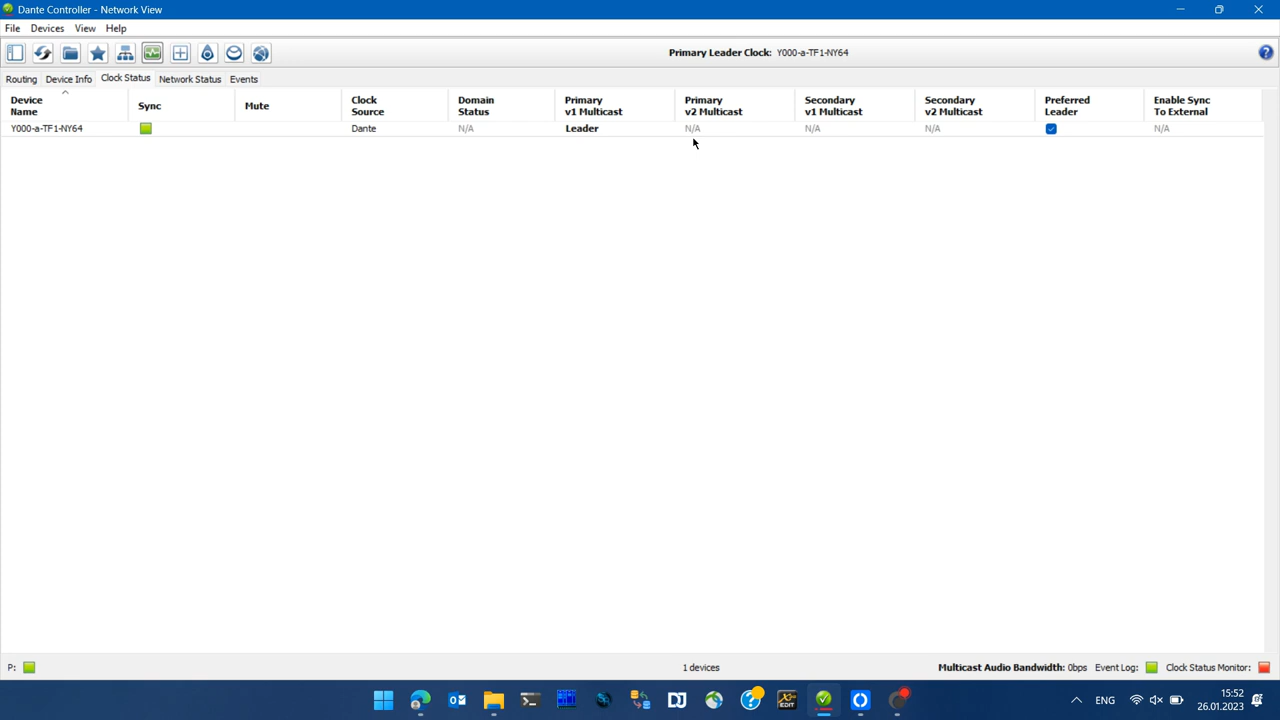 Dante Controller - Network View
File Devices View Help
Primary Leader Clock: Y000-a-TF1-NY64
Routing Device Info Clock Status Network Status Events
Device Name Sync Mute Clock Source Domain Status Primary v1 Multicast Primary v2 Multicast Secondary v1 Multicast Secondary v2 Multicast Preferred Leader Enable Sync To External
Y000-a-TF1-NY64 Dante N/A Leader N/A N/A N/A N/A
P: 1 devices Multicast Audio Bandwidth: 0bps Event Log: Clock Status Monitor:
EDIT ENG 15:52
26.01.2023